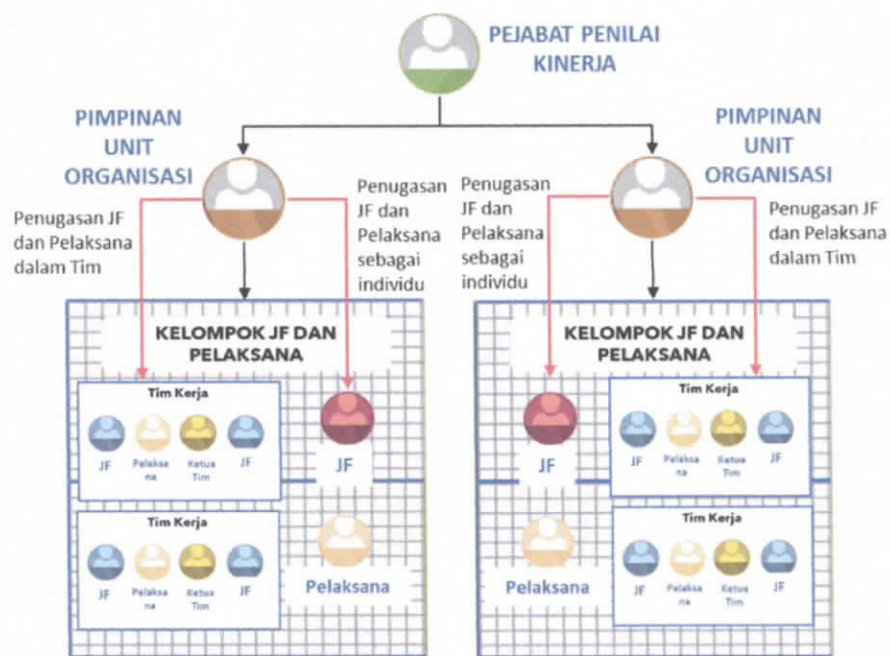 PEJABAT PENILAI
KINERJA
PIMPINAN
UNIT
ORGANISASI
Penugasan JF
dan Pelaksana
dalam Tim
Penugasan
JF dan
Pelaksana
sebagai
individu
Penugasan
JF dan
Pelaksana
sebagai
individu
PIMPINAN
UNIT
ORGANISASI
Penugasan JF
dan Pelaksana
dalam Tim
KELOMPOK JF DAN
PELAKSANA
Tim Kerja
JF
Pelaksa
na
Ketua
Tim
JF
JF
Tim Kerja
JF
Pelaksa
na
Ketua
Tim
JF
Pelaksana
KELOMPOK JF DAN
PELAKSANA
JF
Tim Kerja
JF
Pelaksa
na
Ketua
Tim
JF
Pelaksana
Tim Kerja
JF
Pelaksa
na
Ketua
Tim
JF